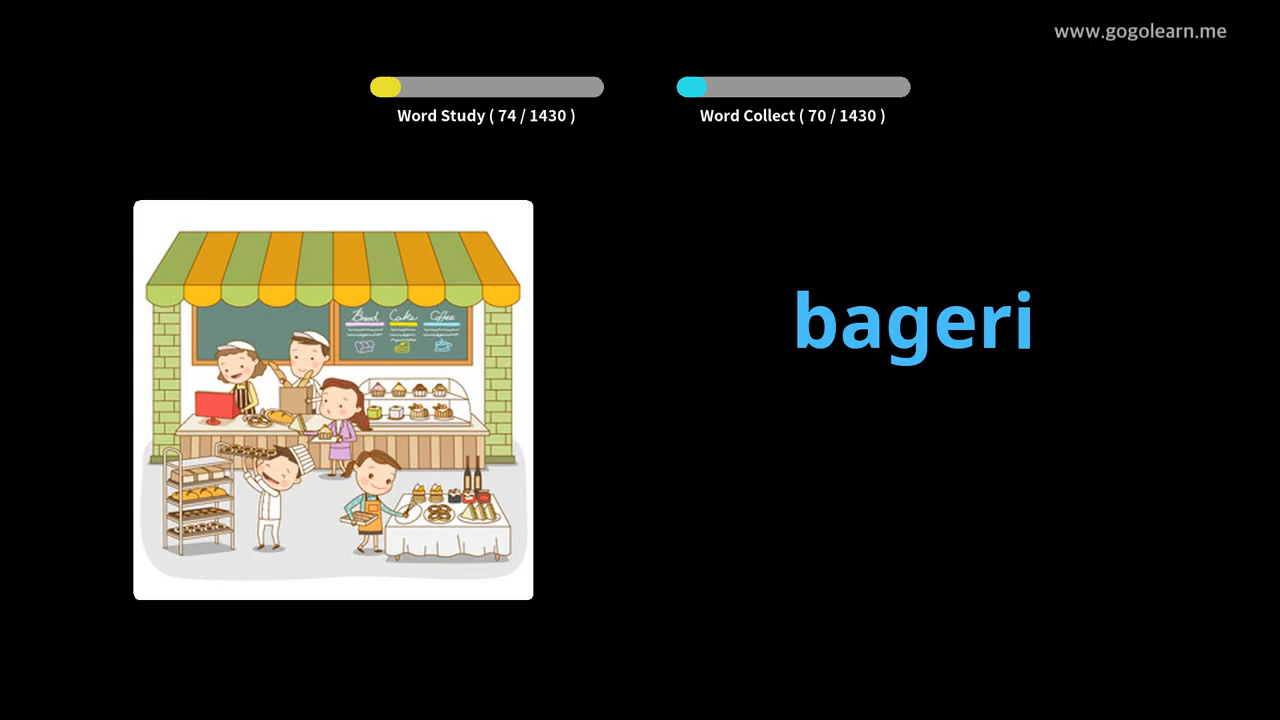 www.gogolearn.me
Word Study ( 74 / 1430 )
Word Collect ( 70 / 1430 )
Bread Cake Coffee
bageri